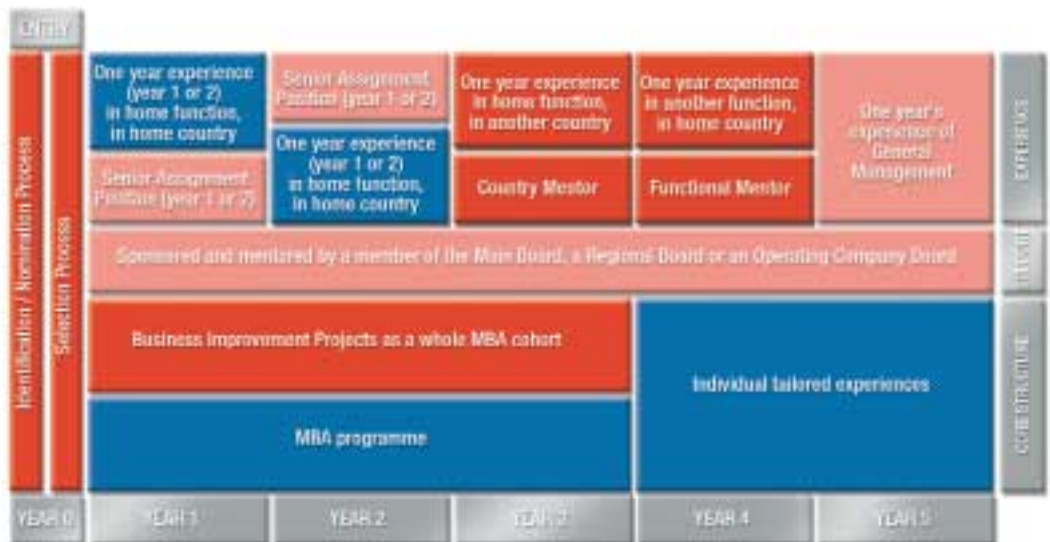 ENTRY
Identification / Nomination Process
Selection Process
One year experience
(year 1 or 2)
in home function,
in home country
Senior Assignment
Position (year 1 or 2)
Senior Assignment
Position (year 1 or 2)
One year experience
(year 1 or 2)
in home function,
in home country
One year experience
in home function,
in another country
Country Mentor
One year experience
in another function,
in home country
Functional Mentor
One year's
experience of
General
Management
EXPERIENCE
Sponsored and mentored by a member of the Main Board, a Regional Board or an Operating Company Board
Business Improvement Projects as a whole MBA cohort
MBA programme
Individual tailored experiences
CORE STRUCTURE
YEAR 0
YEAR 1
YEAR 2
YEAR 3
YEAR 4
YEAR 5